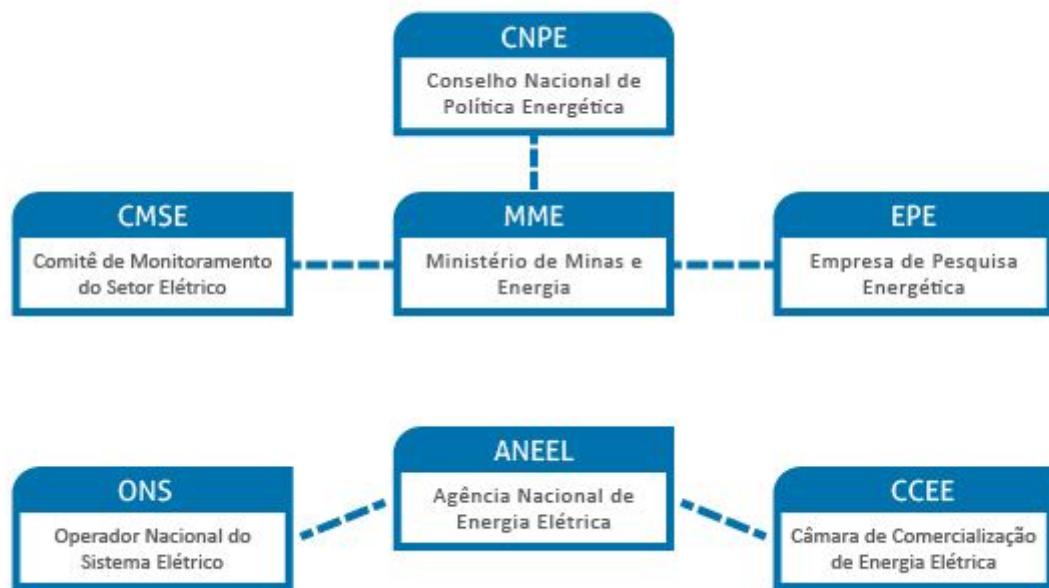 CNPE
Conselho Nacional de
Política Energética
CMSE
Comitê de Monitoramento
do Setor Elétrico
MME
Ministério de Minas e
Energia
EPE
Empresa de Pesquisa
Energética
ONS
Operador Nacional do
Sistema Elétrico
ANEEL
Agência Nacional de
Energia Elétrica
CCEE
Câmara de Comercialização
de Energia Elétrica